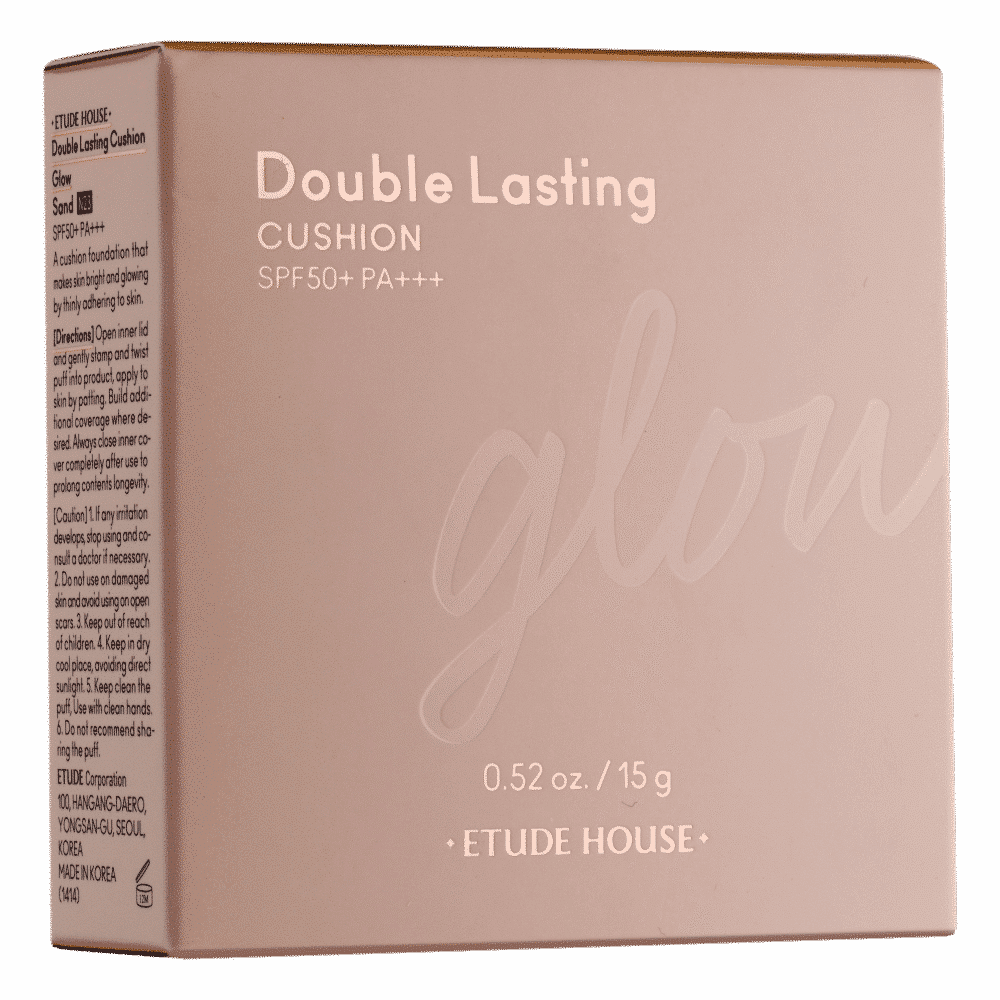 ·ETUDE HOUSE·
Double Lasting Cushion
Glow
Sand N23
SPF50+ PA+++
A cushion foundation that
makes skin bright and glowing
by thinly adhering to skin.
[Directions] Open inner lid
and gently stamp and twist
puff into product, apply to
skin by patting. Build addi-
tional coverage where de-
sired. Always close inner co-
ver completely after use to
prolong contents longevity.
[Caution] 1. If any irritation
develops, stop using and co-
nsult a doctor if necessary.
2. Do not use on damaged
skin and avoid using on open
scars. 3. Keep out of reach
of children. 4. Keep in dry
cool place, avoiding direct
sunlight. 5. Keep clean the
puff, Use with clean hands.
6. Do not recommend sha-
ring the puff.
ETUDE Corporation
100, HANGANG-DAERO,
YONGSAN-GU, SEOUL,
KOREA
MADE IN KOREA
(1414)
12M
Double Lasting
CUSHION
SPF50+ PA+++
glow
0.52 oz. / 15 g
·ETUDE HOUSE·